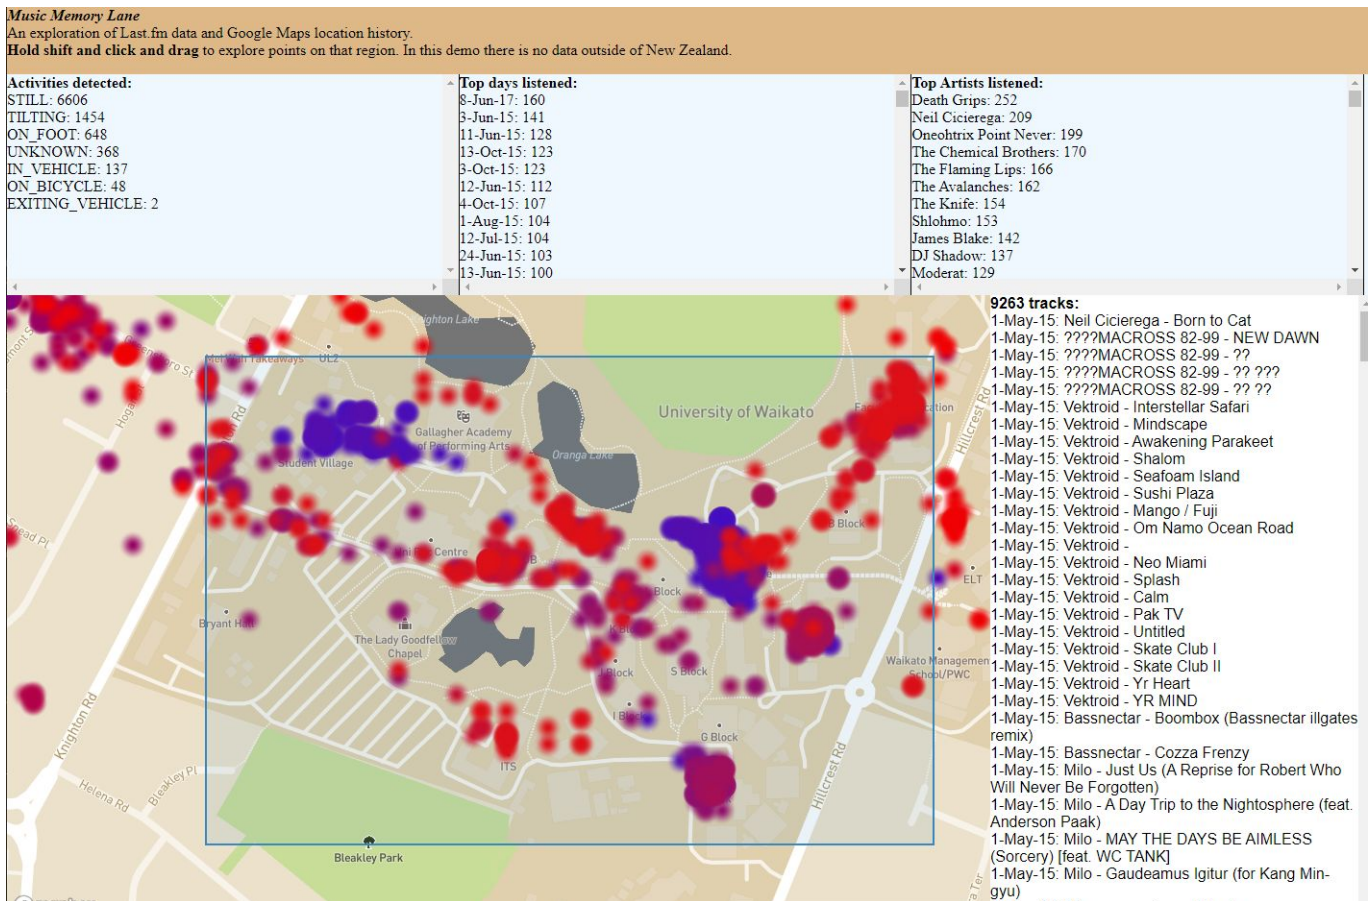 Music Memory Lane
An exploration of Last.fm data and Google Maps location history.
Hold shift and click and drag to explore points on that region. In this demo there is no data outside of New Zealand.
Activities detected:
STILL: 6606
TILTING: 1454
ON_FOOT: 648
UNKNOWN: 368
IN_VEHICLE: 137
ON_BICYCLE: 48
EXITING_VEHICLE: 2
Top days listened:
8-Jun-17: 160
3-Jun-15: 141
11-Jun-15: 128
13-Oct-15: 123
3-Oct-15: 123
12-Jun-15: 112
4-Oct-15: 107
1-Aug-15: 104
12-Jul-15: 104
24-Jun-15: 103
13-Jun-15: 100
Top Artists listened:
Death Grips: 252
Neil Cicierega: 209
Oneohtrix Point Never: 199
The Chemical Brothers: 170
The Flaming Lips: 166
The Avalanches: 162
The Knife: 154
Shlohmo: 153
James Blake: 142
DJ Shadow: 137
Moderat: 129
Lake
Takeaways
UL2
University of Waikato
Gallagher Academy
of Performing Arts
Student Village
Oranga Lake
Hillcrest Rd
B Block
Centre
Block
ELT
Bryant
The Lady Goodfellow
Chapel
Block
S Block
Waikato Managemen
School/PWC
G Block
ITS
Knighton Rd
Hillcrest Rd
Helena Rd
Bleakley Pl
Bleakley Park
9263 tracks:
1-May-15: Neil Cicierega - Born to Cat
1-May-15: ????MACROSS 82-99 - NEW DAWN
1-May-15: ????MACROSS 82-99 - ??
1-May-15: ????MACROSS 82-99 - ?? ???
1-May-15: ????MACROSS 82-99 - ?? ??
1-May-15: Vektroid - Interstellar Safari
1-May-15: Vektroid - Mindscape
1-May-15: Vektroid - Awakening Parakeet
1-May-15: Vektroid - Shalom
1-May-15: Vektroid - Seafoam Island
1-May-15: Vektroid - Sushi Plaza
1-May-15: Vektroid - Mango / Fuji
1-May-15: Vektroid - Om Namo Ocean Road
1-May-15: Vektroid -
1-May-15: Vektroid - Neo Miami
1-May-15: Vektroid - Splash
1-May-15: Vektroid - Calm
1-May-15: Vektroid - Pak TV
1-May-15: Vektroid - Untitled
1-May-15: Vektroid - Skate Club I
1-May-15: Vektroid - Skate Club II
1-May-15: Vektroid - Yr Heart
1-May-15: Vektroid - YR MIND
1-May-15: Bassnectar - Boombox (Bassnectar illgates
remix)
1-May-15: Bassnectar - Cozza Frenzy
1-May-15: Milo - Just Us (A Reprise for Robert Who
Will Never Be Forgotten)
1-May-15: Milo - A Day Trip to the Nightosphere (feat.
Anderson Paak)
1-May-15: Milo - MAY THE DAYS BE AIMLESS
(Sorcery) [feat. WC TANK]
1-May-15: Milo - Gaudeamus Igitur (for Kang Min-
gyu)